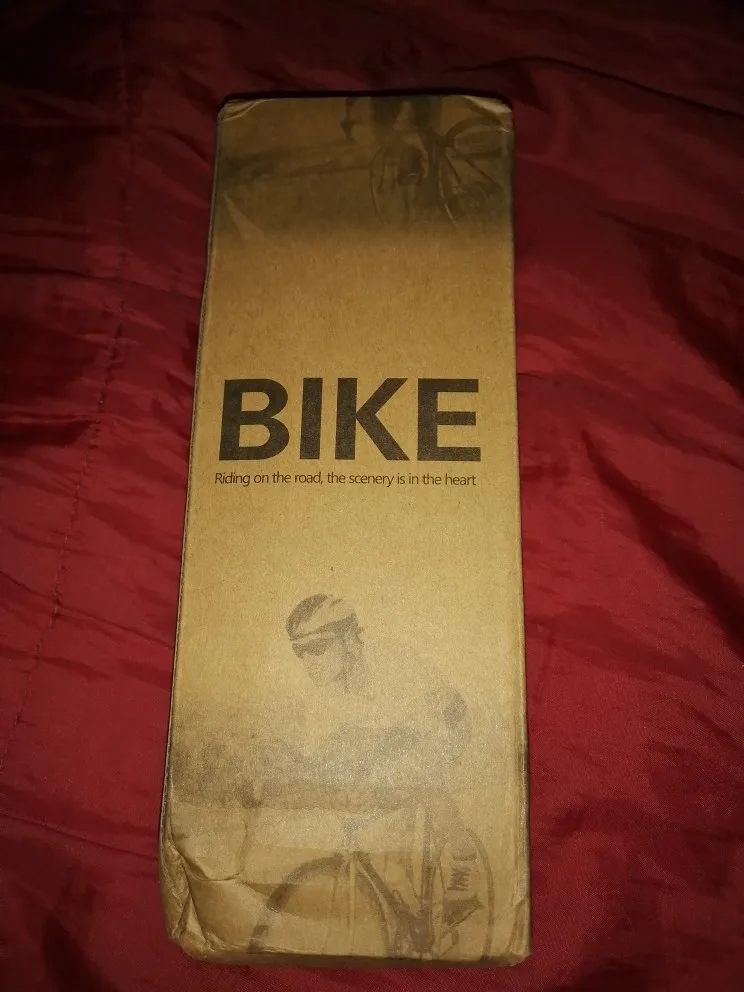 BIKE
Riding on the road, the scenery is in the heart